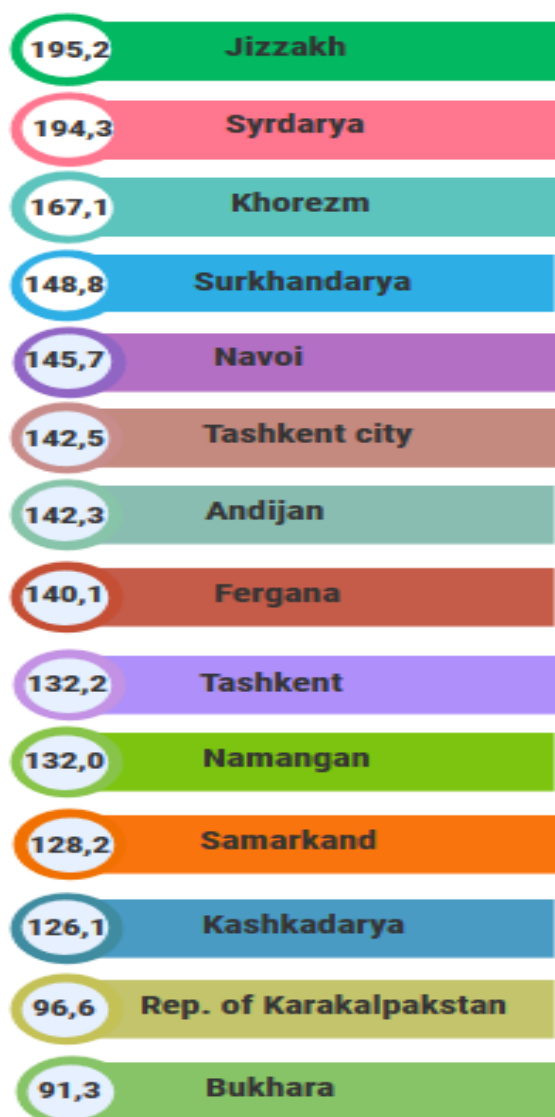 195,2 Jizzakh
194,3 Syrdarya
167,1 Khorezm
148,8 Surkhandarya
145,7 Navoi
142,5 Tashkent city
142,3 Andijan
140,1 Fergana
132,2 Tashkent
132,0 Namangan
128,2 Samarkand
126,1 Kashkadarya
96,6 Rep. of Karakalpakstan
91,3 Bukhara